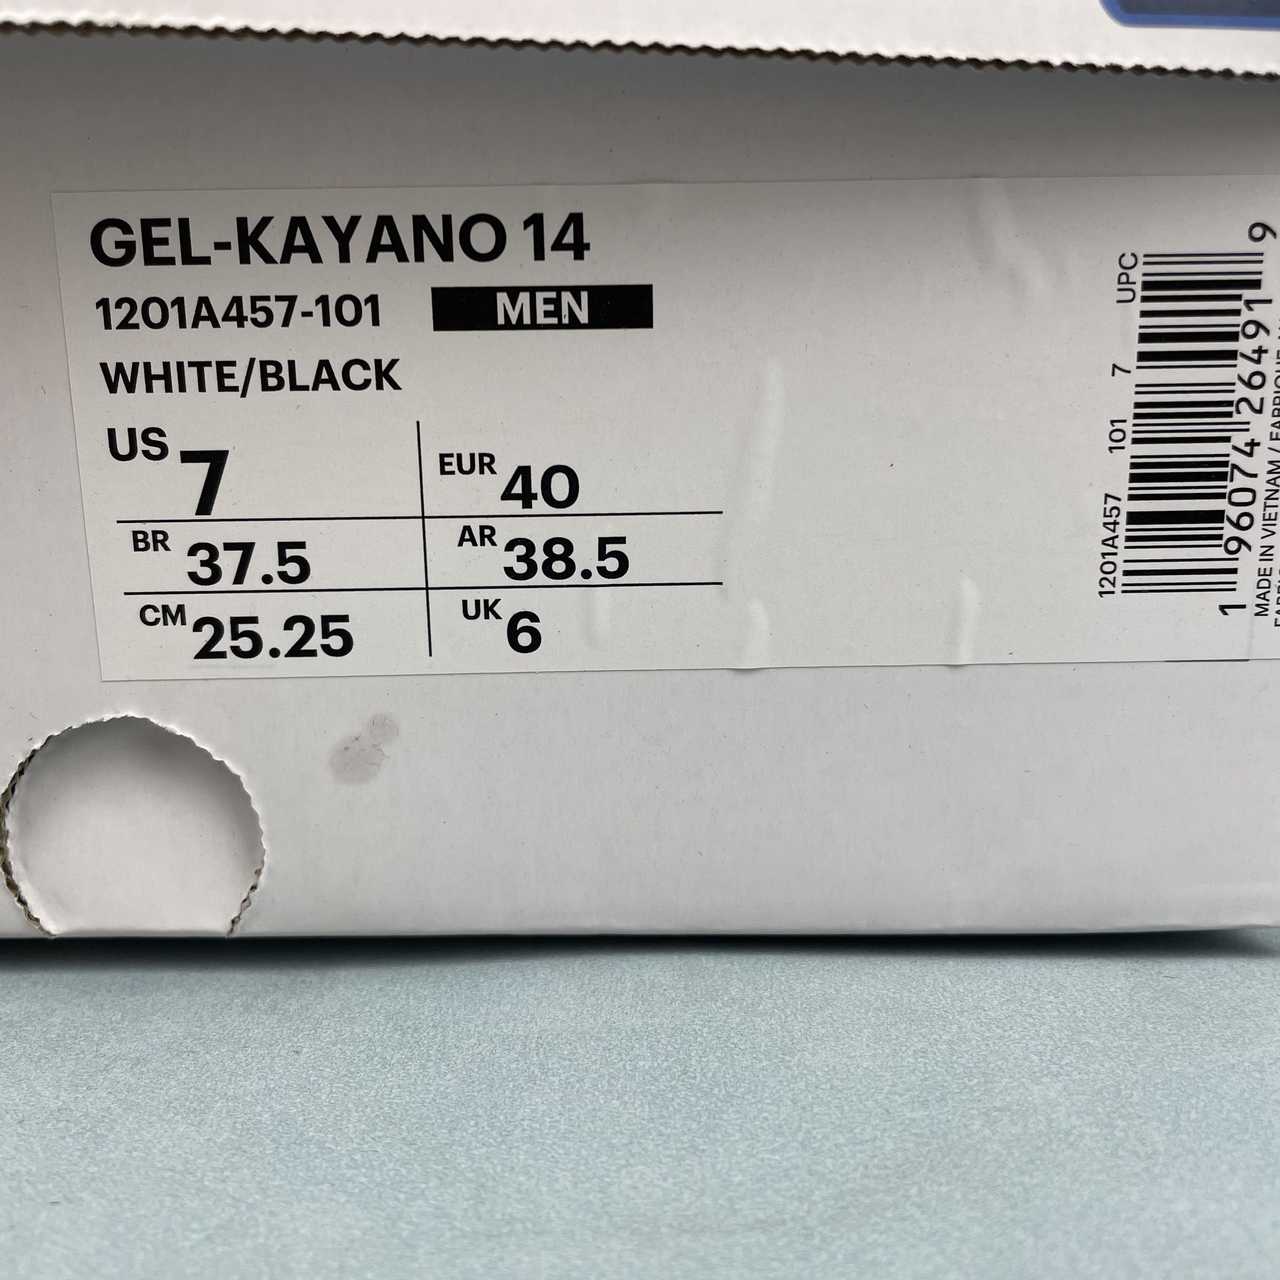 GEL-KAYANO 14
1201A457-101 MEN
WHITE/BLACK
US 7 EUR 40
BR 37.5 AR 38.5
CM 25.25 UK 6
1201A457 101 7 UPC
1 96074 26491 9
MADE IN VIETNAM /